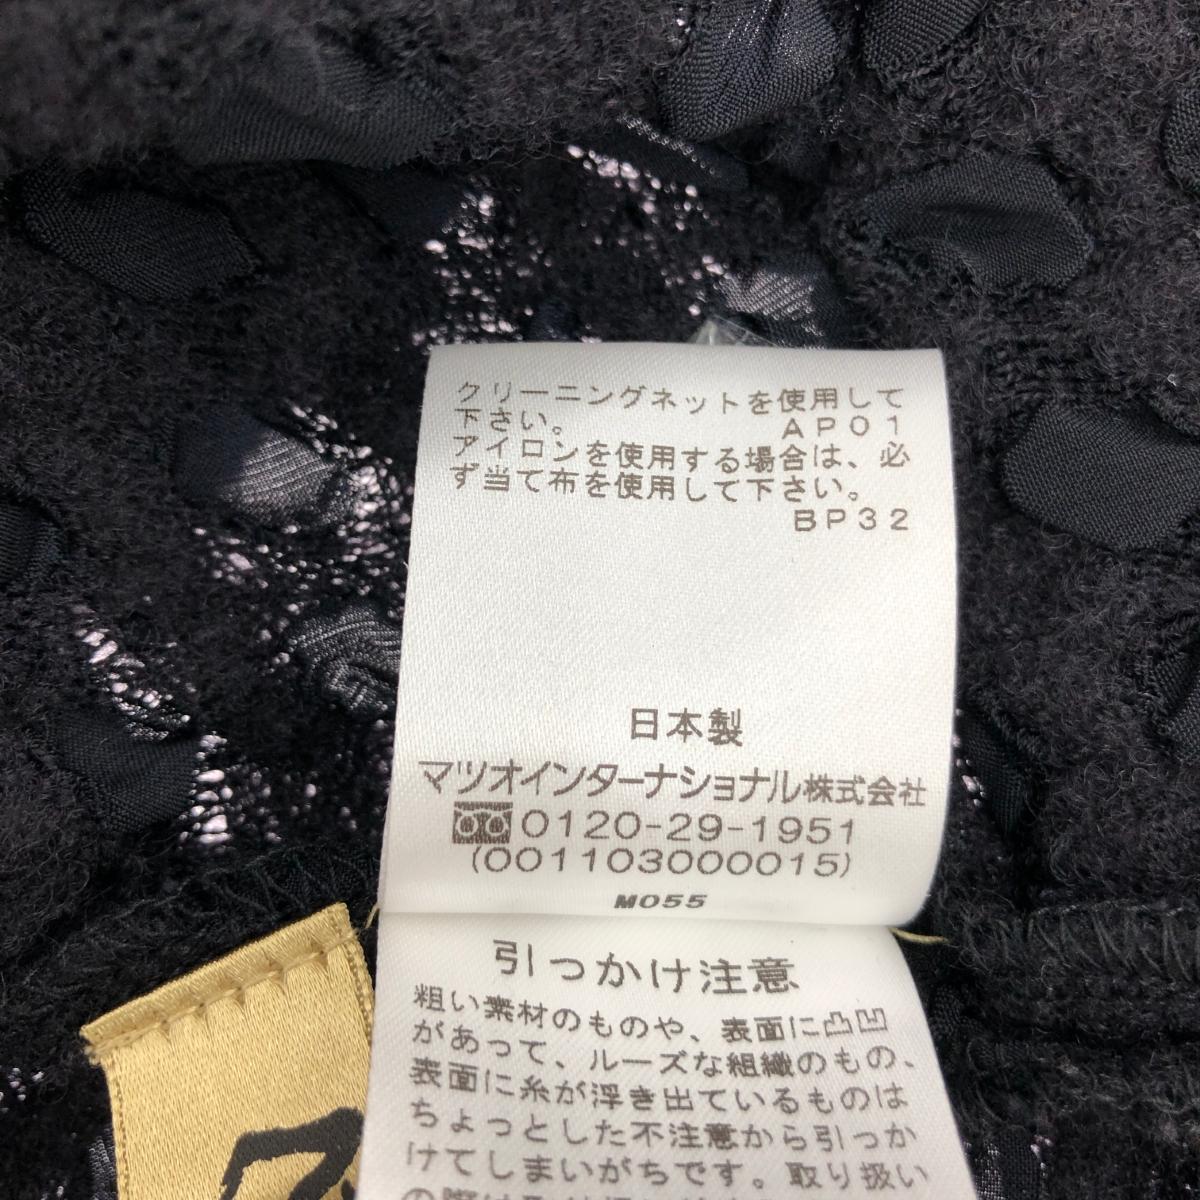 クリーニングネットを使用して
下さい。 AP01
アイロンを使用する場合は、必
ず当て布を使用して下さい。
BP32
日本製
マツオインターナショナル株式会社
0120-29-1951
(001103000015)
M055
引っかけ注意
粗い素材のものや、表面に凸凹
があって、ルーズな組織のもの、
表面に糸が浮き出ているものは
ちょっとした不注意から引っか
けてしまいがちです。取り扱い